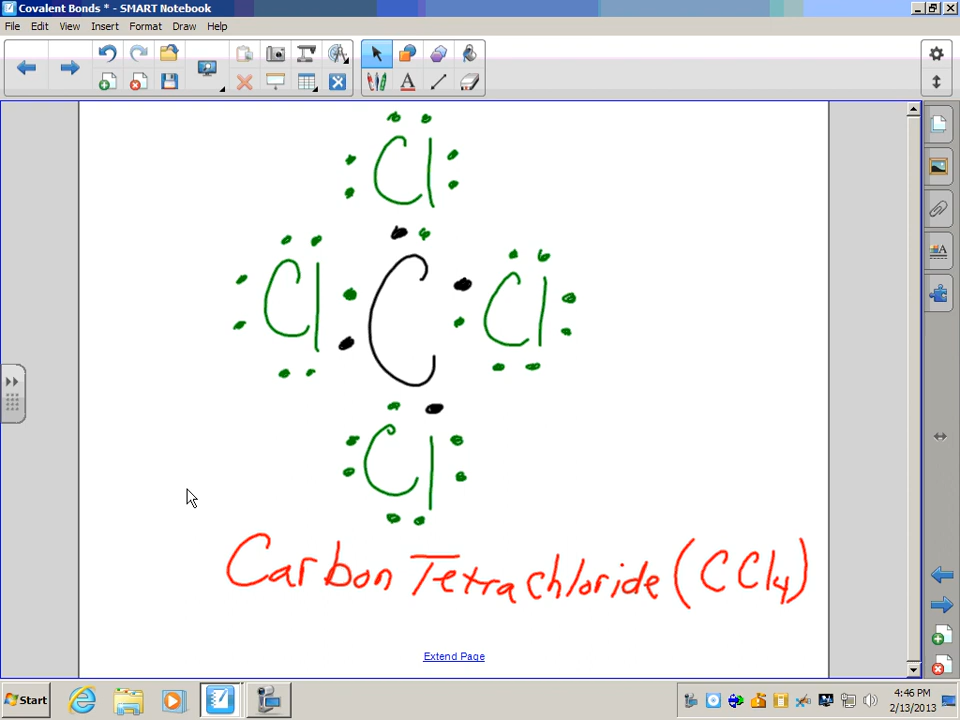 Covalent Bonds * - SMART Notebook
File Edit View Insert Format Draw Help
Cl
Cl C Cl
Cl
Carbon Tetrachloride (CCl4)
Extend Page
Start
4:46 PM
2/13/2013